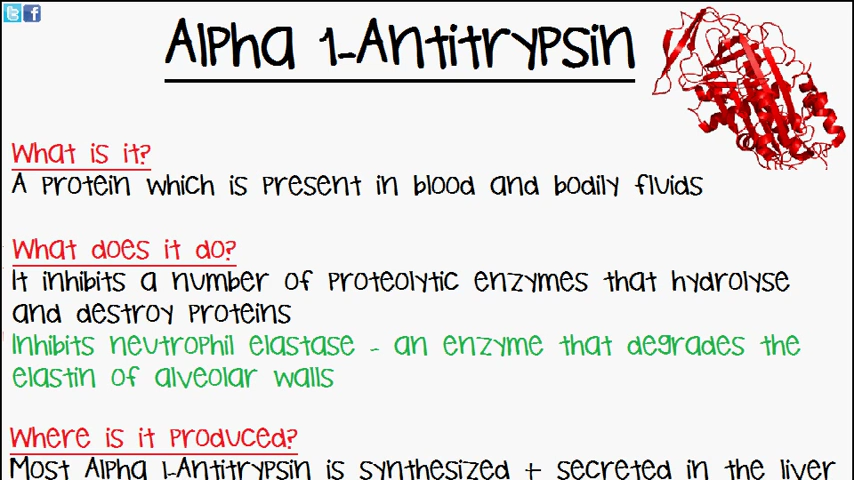 Alpha 1-Antitrypsin
What is it?
A protein which is present in blood and bodily fluids
What does it do?
It inhibits a number of proteolytic enzymes that hydrolyse
and destroy proteins
Inhibits neutrophil elastase - an enzyme that degrades the
elastin of alveolar walls
Where is it produced?
Most Alpha 1-Antitrypsin is synthesized + secreted in the liver